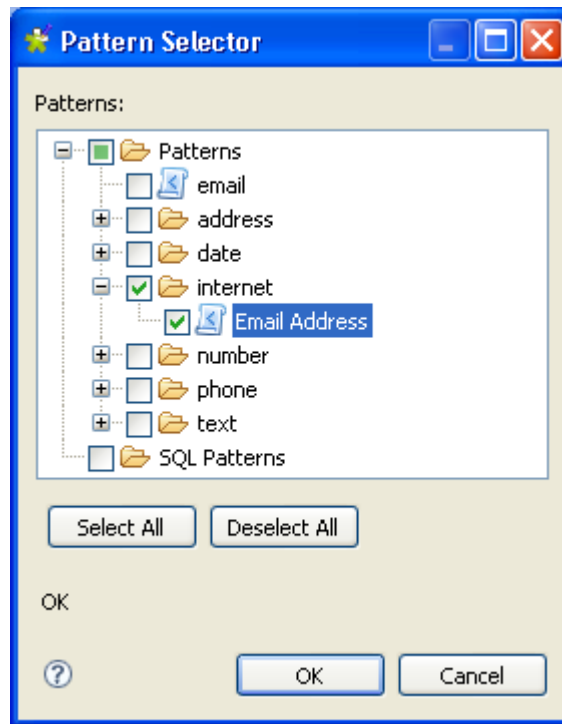 Pattern Selector
Patterns:
Patterns
email
address
date
internet
Email Address
number
phone
text
SQL Patterns
Select All Deselect All
OK
? OK Cancel